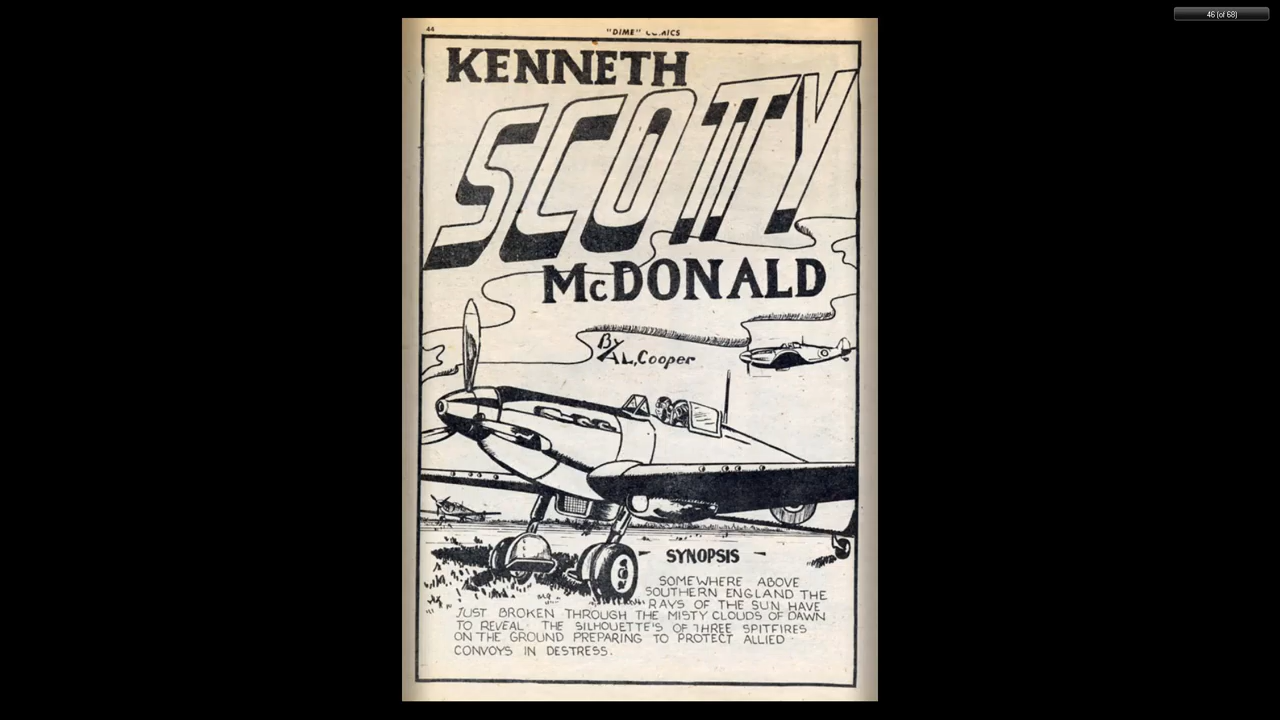 46 (of 68)
44
"DIME" COMICS
KENNETH
SCOTTY
McDONALD
By
AL, Cooper
SYNOPSIS
SOMEWHERE ABOVE
SOUTHERN ENGLAND THE
RAYS OF THE SUN HAVE
JUST BROKEN THROUGH THE MISTY CLOUDS OF DAWN
TO REVEAL THE SILHOUETTE'S OF THREE SPITFIRES
ON THE GROUND PREPARING TO PROTECT ALLIED
CONVOYS IN DESTRESS.